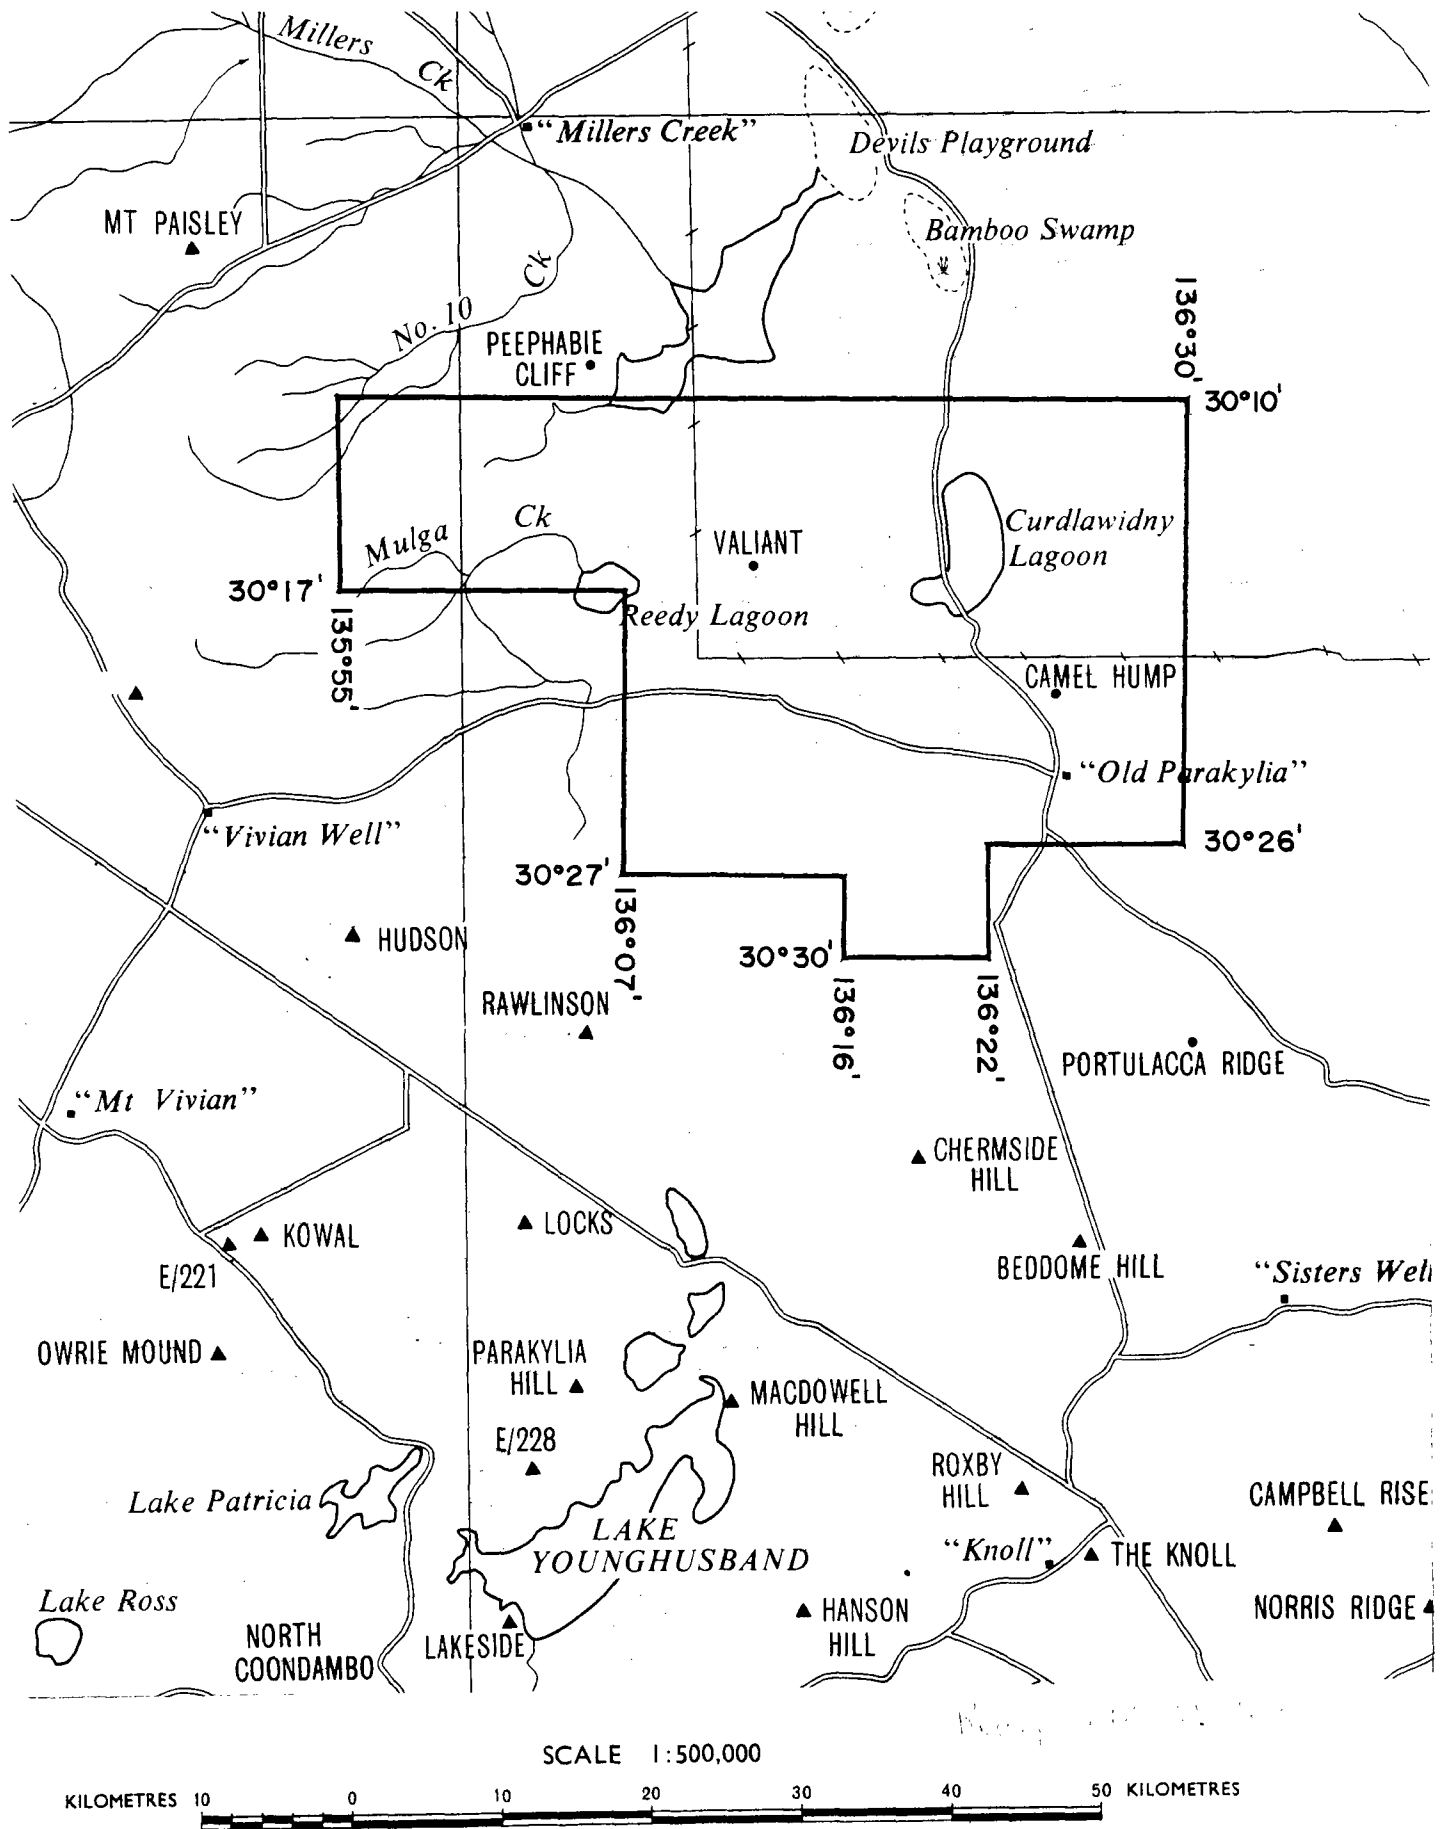 Millers
Ck
"Millers Creek"
Devils Playground
MT PAISLEY
Bamboo Swamp
Ck
No. 10
PEEPHABIE
CLIFF
136°30'
30°10'
Ck
Mulga
VALIANT
Curdlawidny
Lagoon
30°17'
Reedy Lagoon
135°55'
CAMEL HUMP
"Old Parakylia"
"Vivian Well"
30°26'
30°27'
136°07'
HUDSON
30°30'
136°16'
136°22'
RAWLINSON
PORTULACCA RIDGE
"Mt Vivian"
CHERMSIDE
HILL
LOCKS
KOWAL
E/221
BEDDOME HILL
"Sisters Well
OWRIE MOUND
PARAKYLIA
HILL
MACDOWELL
HILL
E/228
ROXBY
HILL
CAMPBELL RISE
Lake Patricia
LAKE
YOUNGHUSBAND
"Knoll"
THE KNOLL
Lake Ross
HANSON
HILL
NORRIS RIDGE
NORTH
COONDAMBO
LAKESIDE
SCALE 1:500,000
KILOMETRES 10 0 10 20 30 40 50 KILOMETRES